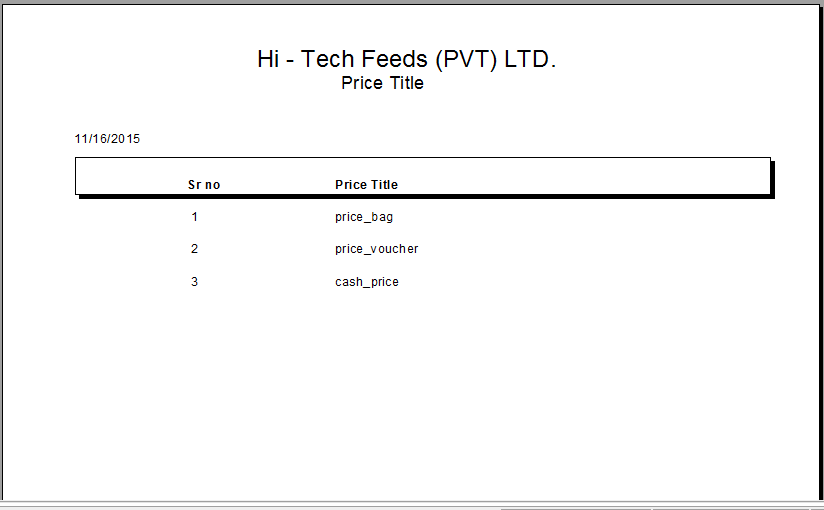 Hi - Tech Feeds (PVT) LTD.
Price Title
11/16/2015
Sr no Price Title
1 price_bag
2 price_voucher
3 cash_price